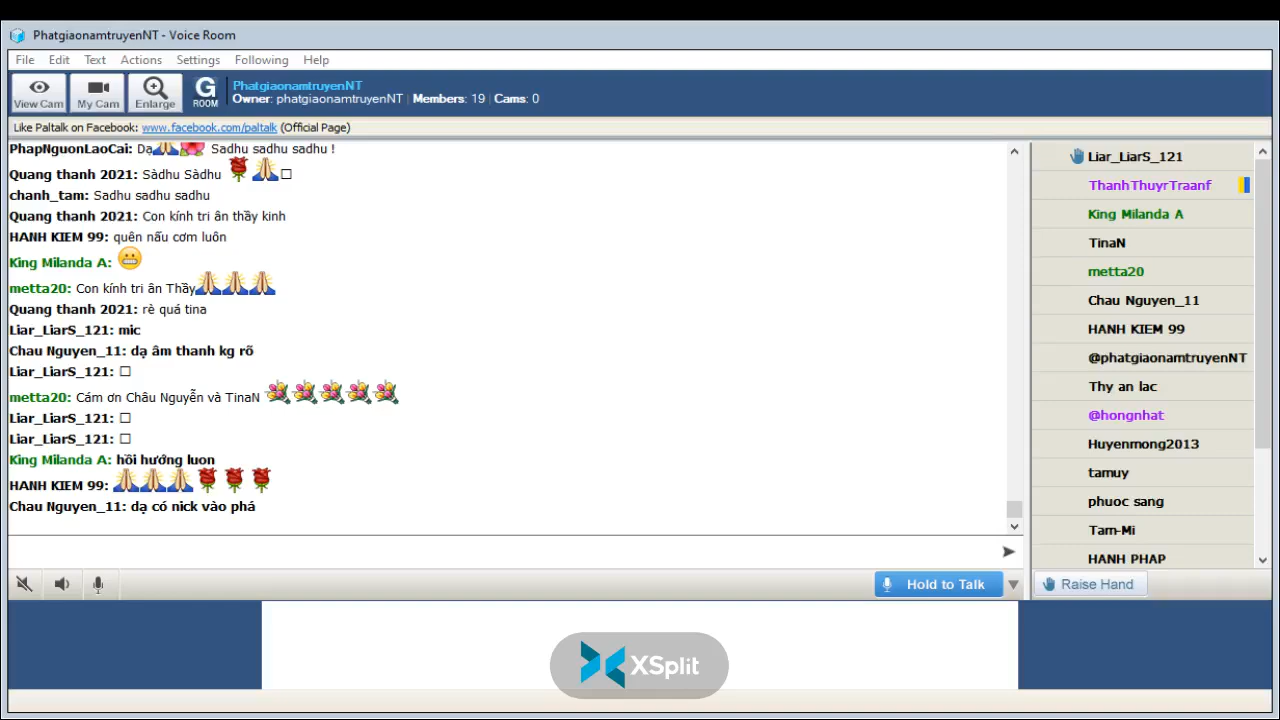 PhatgiaonamtruyenNT - Voice Room
File Edit Text Actions Settings Following Help
View Cam
My Cam
Enlarge
G ROOM
PhatgiaonamtruyenNT
Owner: phatgiaonamtruyenNT | Members: 19 | Cams: 0
Like Paltalk on Facebook: www.facebook.com/paltalk (Official Page)
PhapNguonLaoCai: Dạ Sadhu sadhu sadhu !
Quang thanh 2021: Sàdhu Sàdhu
chanh_tam: Sadhu sadhu sadhu
Quang thanh 2021: Con kính tri ân thầy kinh
HANH KIEM 99: quên nấu cơm luôn
King Milanda A:
metta20: Con kính tri ân Thầy
Quang thanh 2021: rè quá tina
Liar_LiarS_121: mic
Chau Nguyen_11: dạ âm thanh kg rõ
Liar_LiarS_121: □
metta20: Cám ơn Châu Nguyễn và TinaN
Liar_LiarS_121: □
Liar_LiarS_121: □
King Milanda A: hồi hướng luon
HANH KIEM 99:
Chau Nguyen_11: dạ có nick vào phá
Hold to Talk
Liar_LiarS_121
ThanhThuyrTraanf
King Milanda A
TinaN
metta20
Chau Nguyen_11
HANH KIEM 99
@phatgiaonamtruyenNT
Thy an lac
@hongnhat
Huyenmong2013
tamuy
phuoc sang
Tam-Mi
HANH PHAP
Raise Hand
XSplit